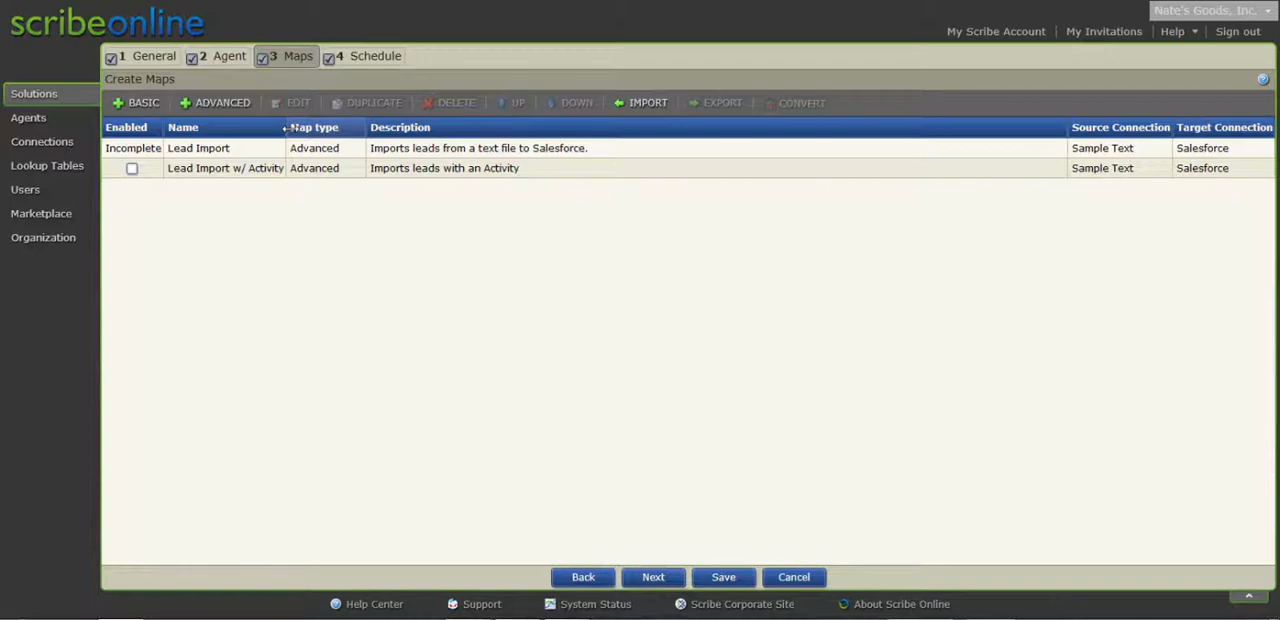 Nate's Goods, Inc.
scribeonline
My Scribe Account My Invitations Help Sign out
1 General 2 Agent 3 Maps 4 Schedule
Create Maps
Solutions
Agents
Connections
Lookup Tables
Users
Marketplace
Organization
BASIC ADVANCED EDIT DUPLICATE DELETE UP DOWN IMPORT EXPORT CONVERT
Enabled Name Map type Description Source Connection Target Connection
Incomplete Lead Import Advanced Imports leads from a text file to Salesforce. Sample Text Salesforce
Lead Import w/ Activity Advanced Imports leads with an Activity Sample Text Salesforce
Back Next Save Cancel
Help Center Support System Status Scribe Corporate Site About Scribe Online